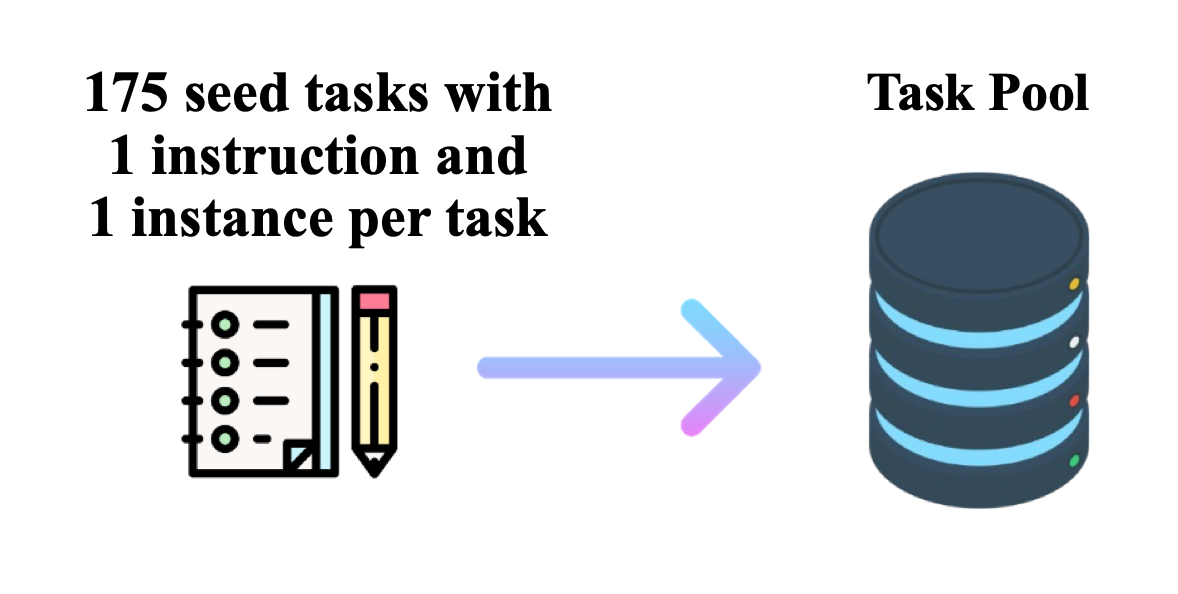 175 seed tasks with
1 instruction and
1 instance per task
Task Pool